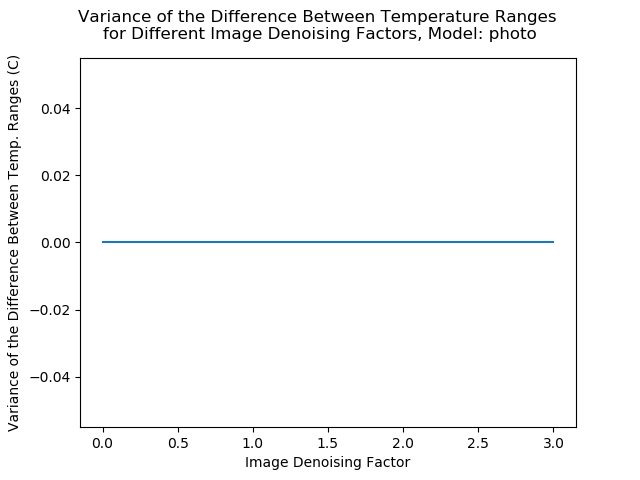 Variance of the Difference Between Temperature Ranges
for Different Image Denoising Factors, Model: photo
Variance of the Difference Between Temp. Ranges (C)
0.04
0.02
0.00
−0.02
−0.04
0.0 0.5 1.0 1.5 2.0 2.5 3.0
Image Denoising Factor